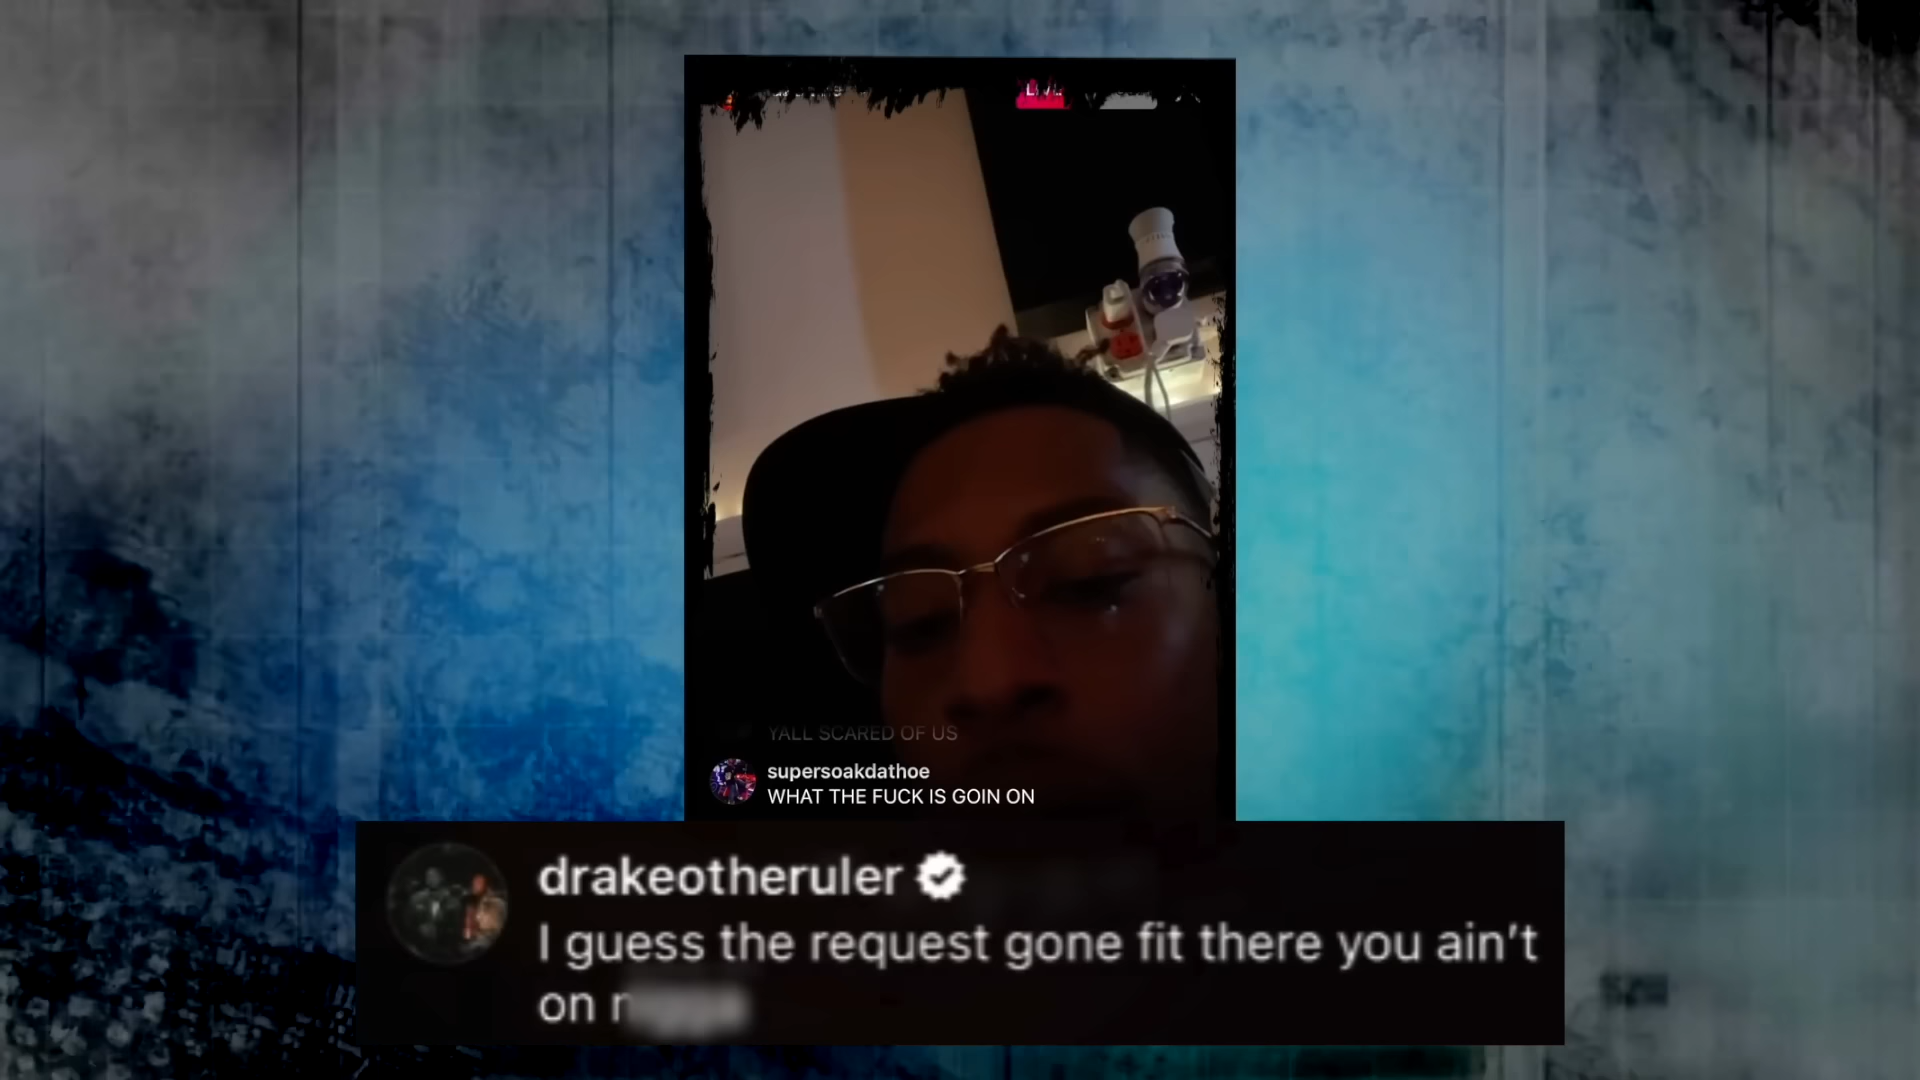 LIVE
YALL SCARED OF US
supersoakdathoe
WHAT THE FUCK IS GOIN ON
drakeotheruler
I guess the request gone fit there you ain't
on